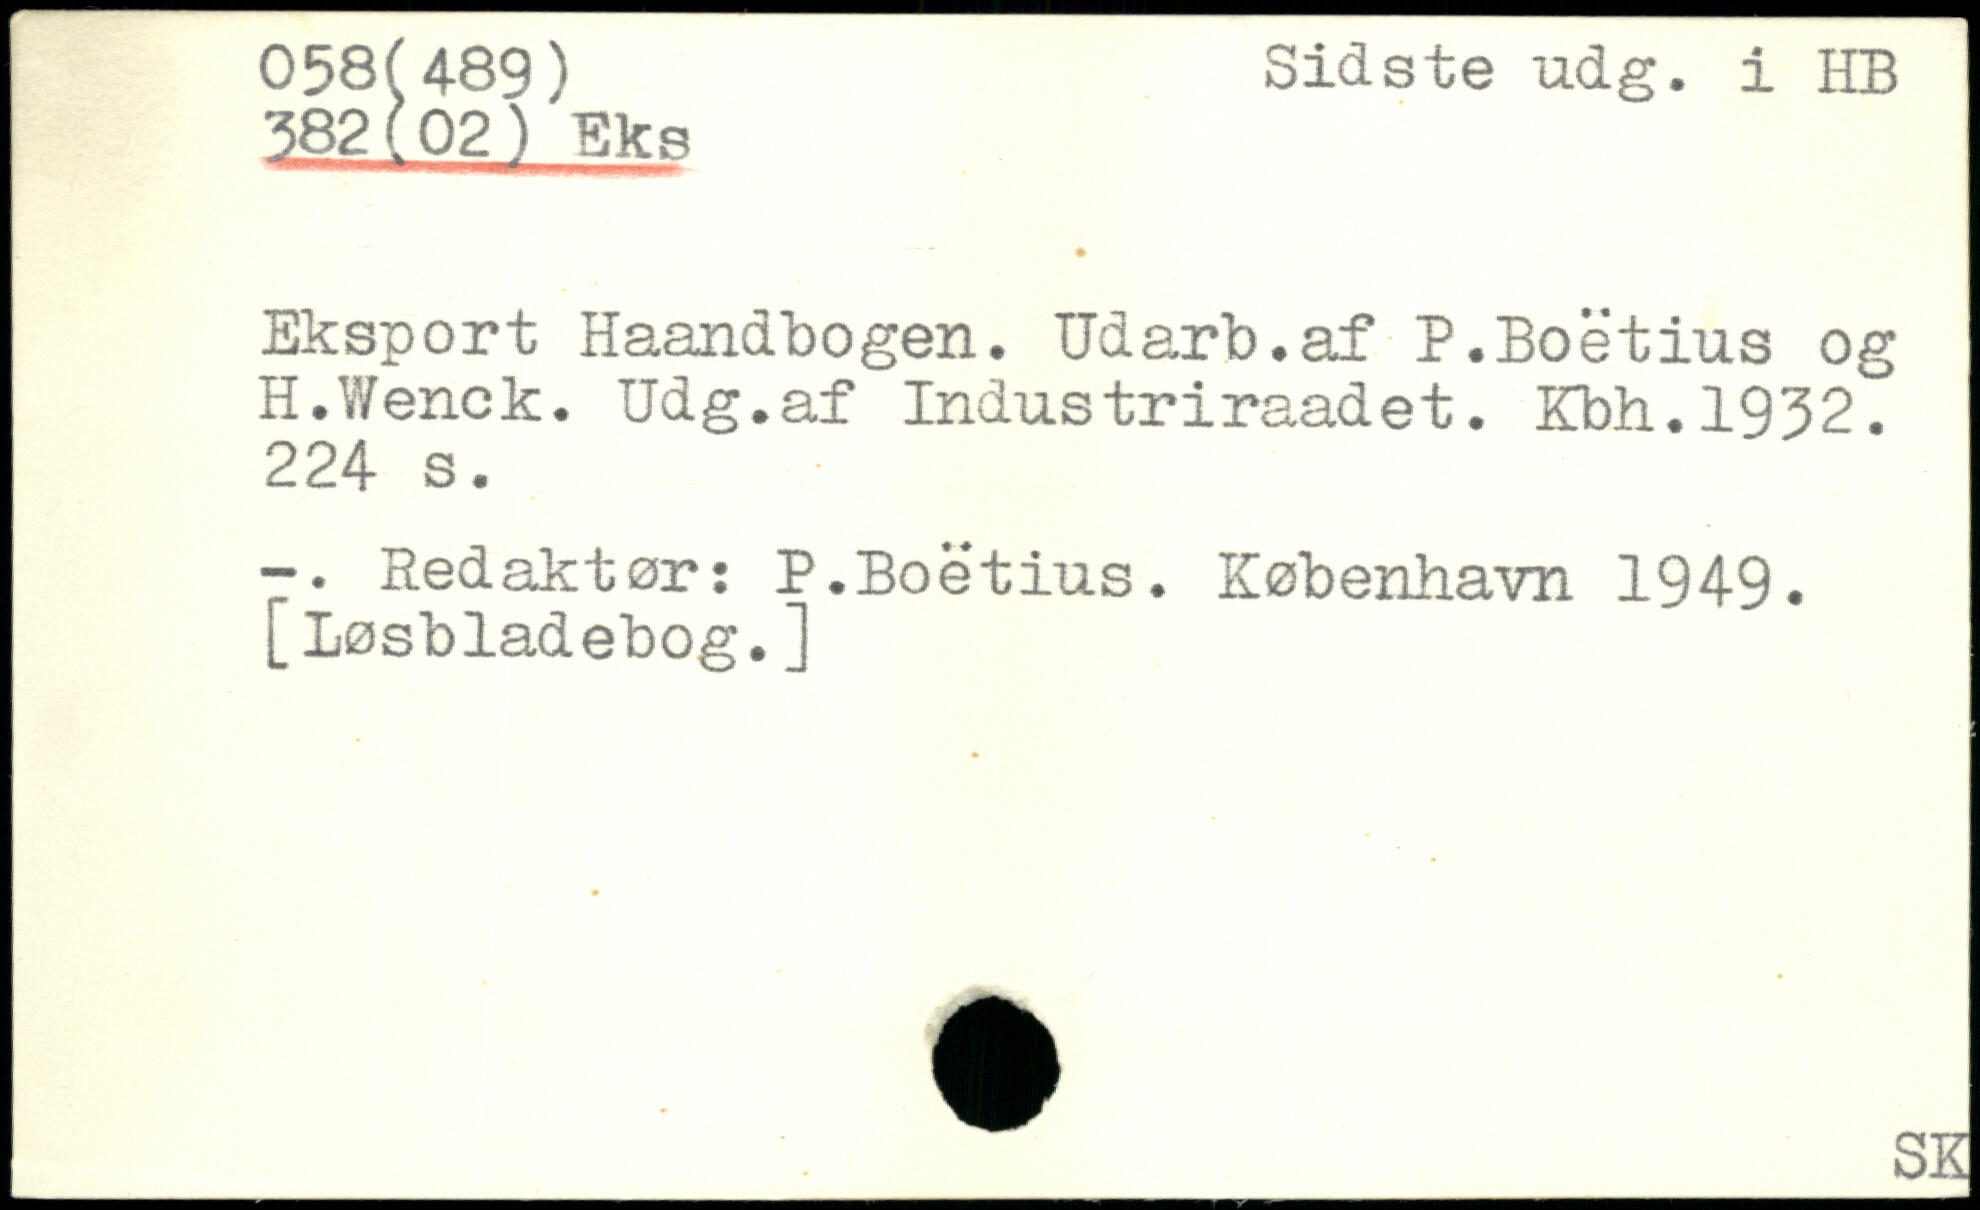 058(489)
Sidste udg. i HB
382(02) Eks
Eksport Haandbogen. Udarb.af P.Boëtius og
H.Wenck. Udg.af Industriraadet. Kbh.1932.
224 s.
-. Redaktør: P.Boëtius. København 1949.
[Løsbladebog.]
SK